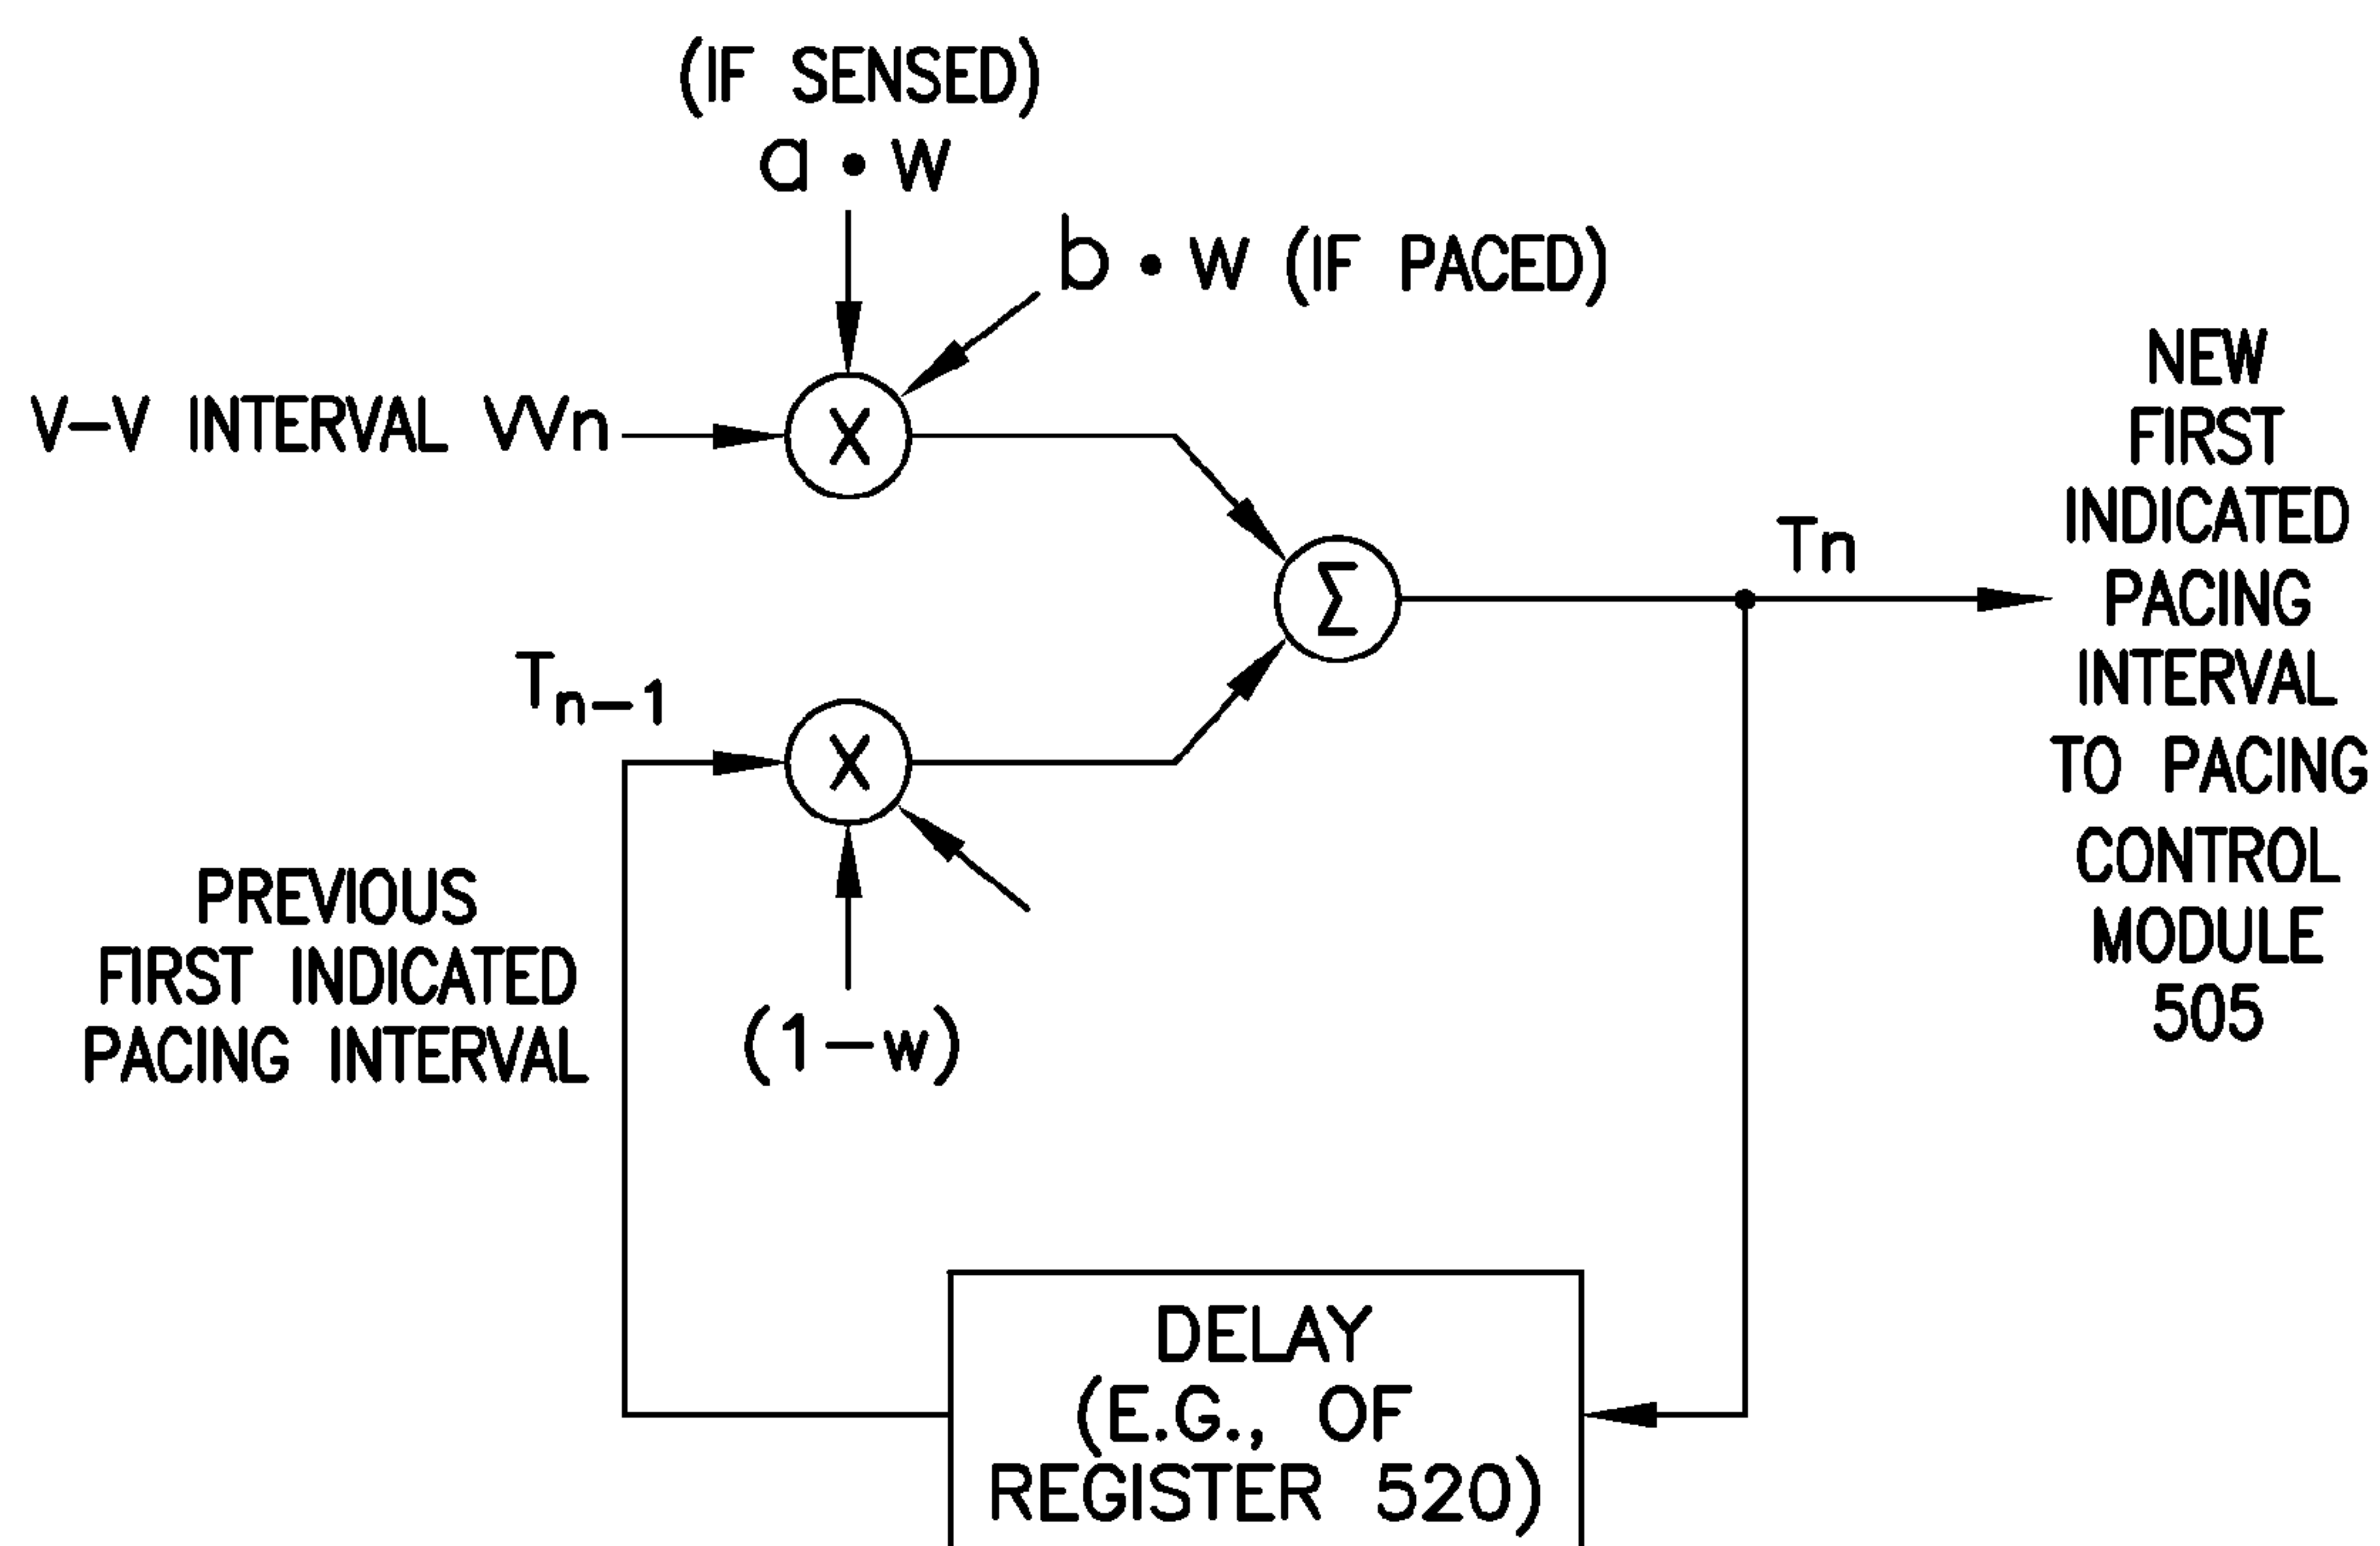 (IF SENSED)
a • w
b • w (IF PACED)
V-V INTERVAL VVn
X
NEW
FIRST
INDICATED
PACING
INTERVAL
TO PACING
CONTROL
MODULE
505
Tn
Σ
Tn-1
X
PREVIOUS
FIRST INDICATED
PACING INTERVAL
(1-w)
DELAY
(E.G., OF
REGISTER 520)